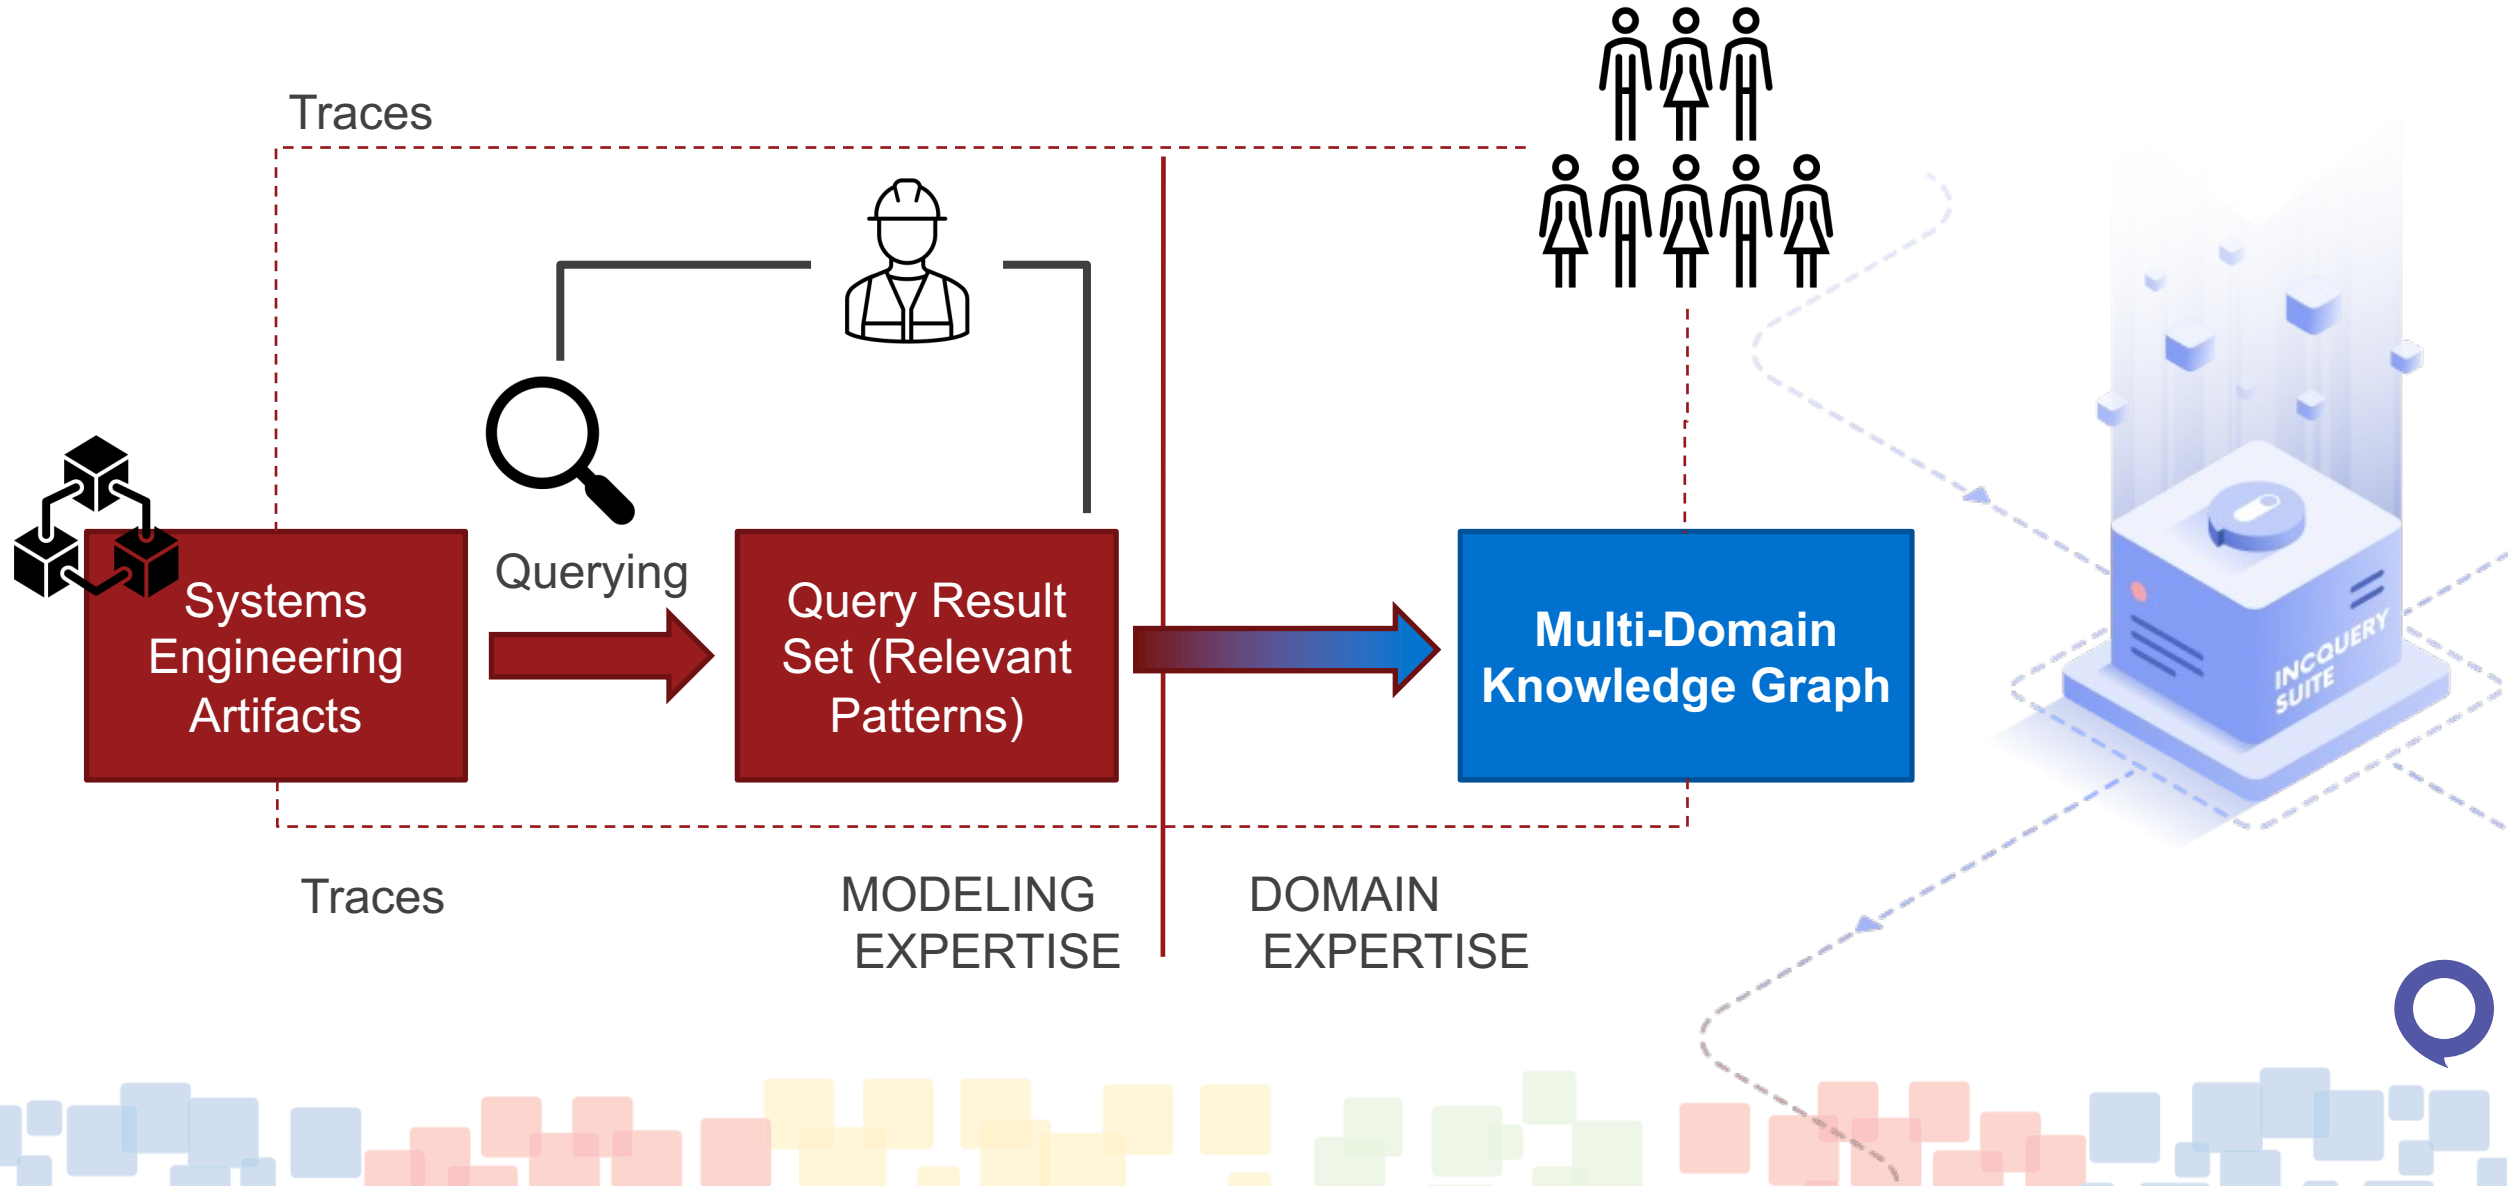 Traces
Querying
Systems
Engineering
Artifacts
Query Result
Set (Relevant
Patterns)
Multi-Domain
Knowledge Graph
INCQUERY
SUITE
Traces
MODELING
EXPERTISE
DOMAIN
EXPERTISE